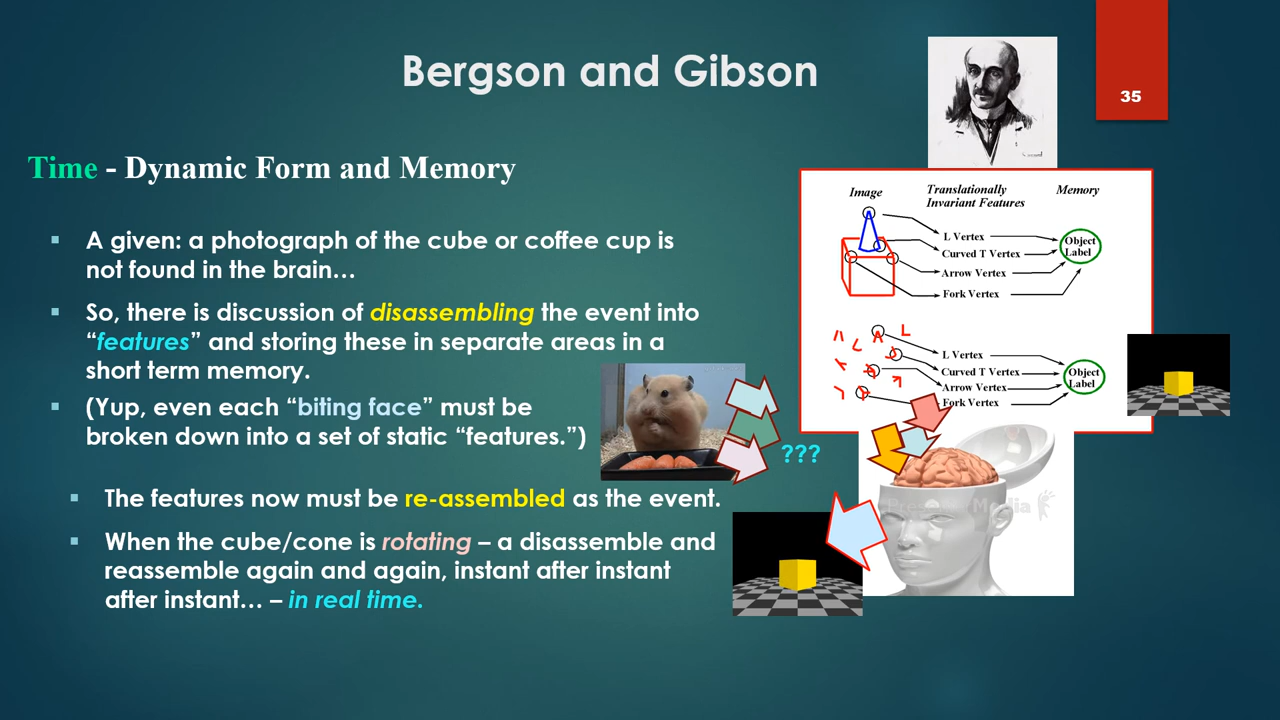 Bergson and Gibson
35
Time - Dynamic Form and Memory
▪ A given: a photograph of the cube or coffee cup is
not found in the brain…
▪ So, there is discussion of disassembling the event into
“features” and storing these in separate areas in a
short term memory.
▪ (Yup, even each “biting face” must be
broken down into a set of static “features.”)
▪ The features now must be re-assembled as the event.
▪ When the cube/cone is rotating – a disassemble and
reassemble again and again, instant after instant
after instant… – in real time.
???
Image
Translationally
Invariant Features
Memory
L Vertex
Curved T Vertex
Arrow Vertex
Fork Vertex
Object
Label
L Vertex
Curved T Vertex
Arrow Vertex
Fork Vertex
Object
Label
Media